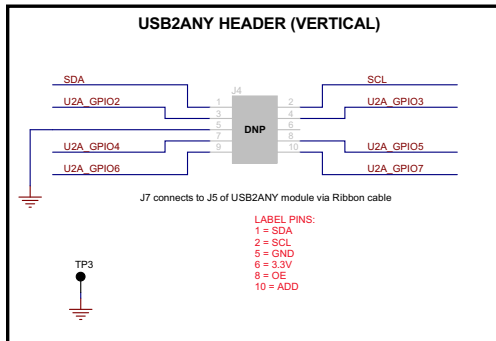 USB2ANY HEADER (VERTICAL)
J4
SDA
SCL
1
2
U2A_GPIO2
U2A_GPIO3
3
4
5
DNP
6
7
8
U2A_GPIO4
U2A_GPIO5
9
10
U2A_GPIO6
U2A_GPIO7
J7 connects to J5 of USB2ANY module via Ribbon cable
LABEL PINS:
1 = SDA
2 = SCL
5 = GND
6 = 3.3V
8 = OE
10 = ADD
TP3